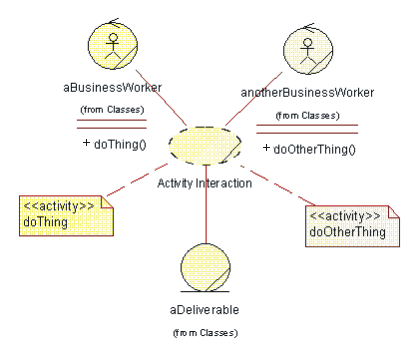 aBusinessWorker
(from Classes)
+ doThing()
anotherBusinessWorker
(from Classes)
+ doOtherThing()
Activity Interaction
<<activity>>
doThing
<<activity>>
doOtherThing
aDeliverable
(from Classes)